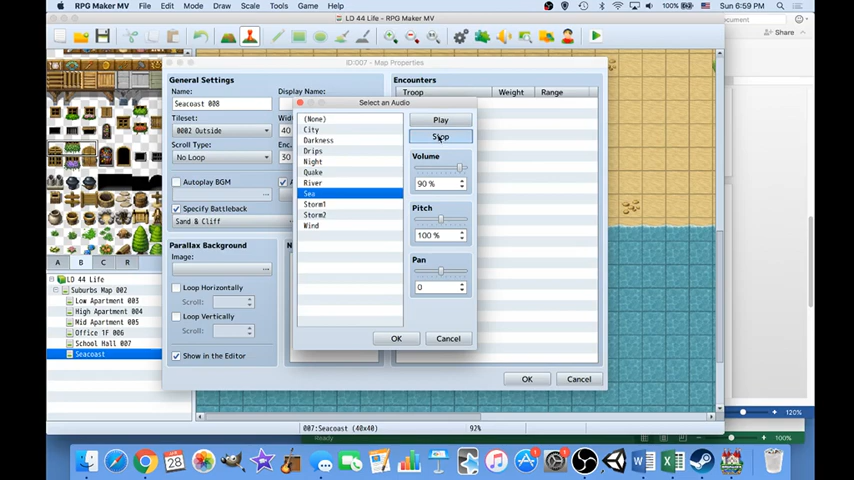 RPG Maker MV File Edit Mode Draw Scale Tools Game Help
100% Sun 6:59 PM
LD 44 Life - RPG Maker MV
Share
ID:007 - Map Properties
General Settings
Encounters
Name:
Display Name:
Troop Weight Range
Seacoast 008
Tileset:
0002 Outside
40
Scroll Type:
No Loop
30
Autoplay BGM
Specify Battleback
Sand & Cliff
Parallax Background
Image:
Loop Horizontally
Scroll:
Loop Vertically
Scroll:
Show in the Editor
OK Cancel
Select an Audio
(None)
City
Darkness
Drips
Night
Quake
River
Sea
Storm1
Storm2
Wind
Play
Stop
Volume
90 %
Pitch
100 %
Pan
0
OK Cancel
A B C R
LD 44 Life
Suburbs Map 002
Low Apartment 003
High Apartment 004
Mid Apartment 005
Office 1F 006
School Hall 007
Seacoast
007:Seacoast (40x40) 92%
120%
Ready
100%